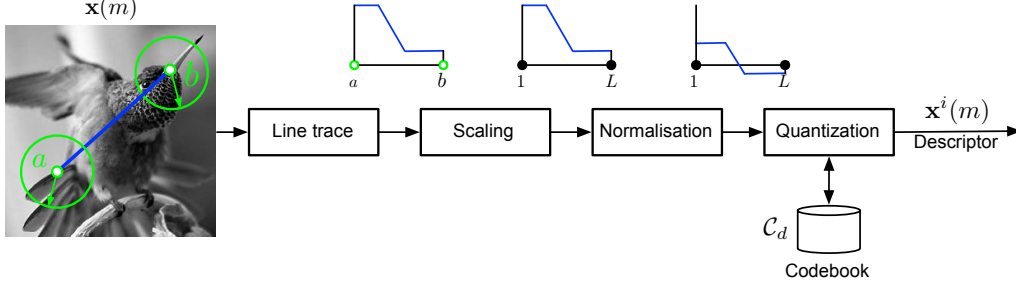 x(m)
a
b
a b
1 L
1 L
Line trace
Scaling
Normalisation
Quantization
x^i(m)
Descriptor
C_d
Codebook